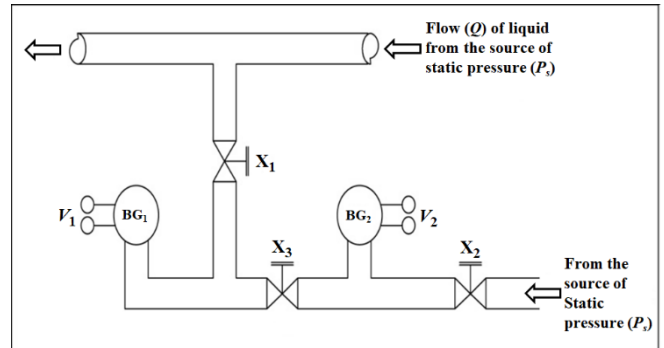 Flow (Q) of liquid
from the source of
static pressure (Pₛ)
X₁
V₁
BG₁
BG₂
V₂
X₃
X₂
From the
source of
Static
pressure (Pₛ)